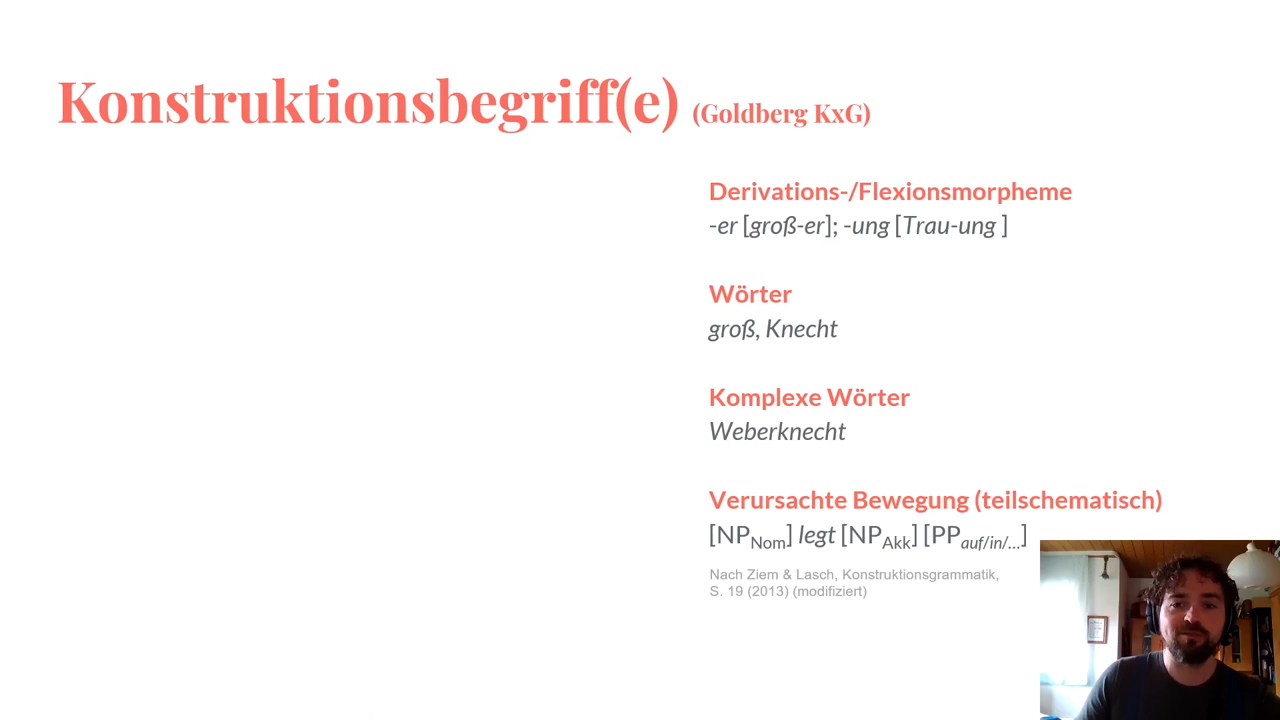 Konstruktionsbegriff(e) (Goldberg KxG)
Derivations-/Flexionsmorpheme
-er [groß-er]; -ung [Trau-ung ]
Wörter
groß, Knecht
Komplexe Wörter
Weberknecht
Verursachte Bewegung (teilschematisch)
[NPNom] legt [NPAkk] [PPauf/in/...]
Nach Ziem & Lasch, Konstruktionsgrammatik,
S. 19 (2013) (modifiziert)